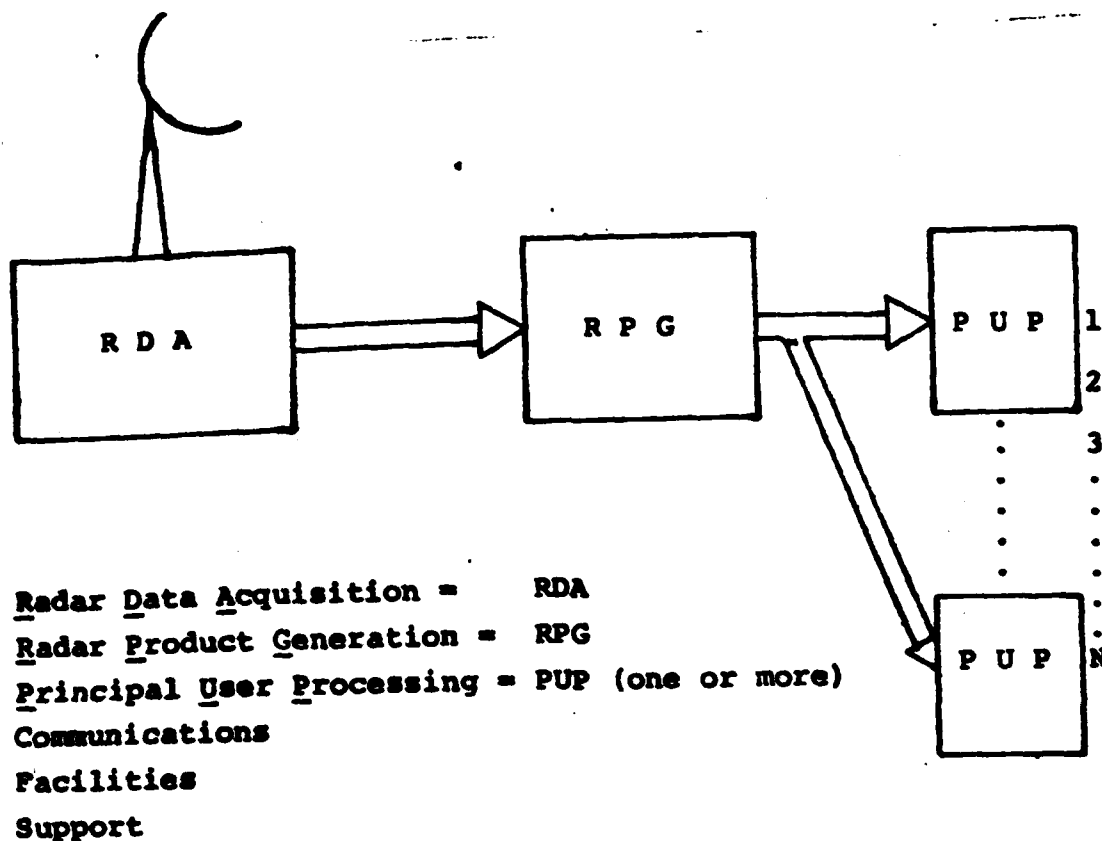 R D A
R P G
P U P 1
2
3
P U P N
Radar Data Acquisition = RDA
Radar Product Generation = RPG
Principal User Processing = PUP (one or more)
Communications
Facilities
Support